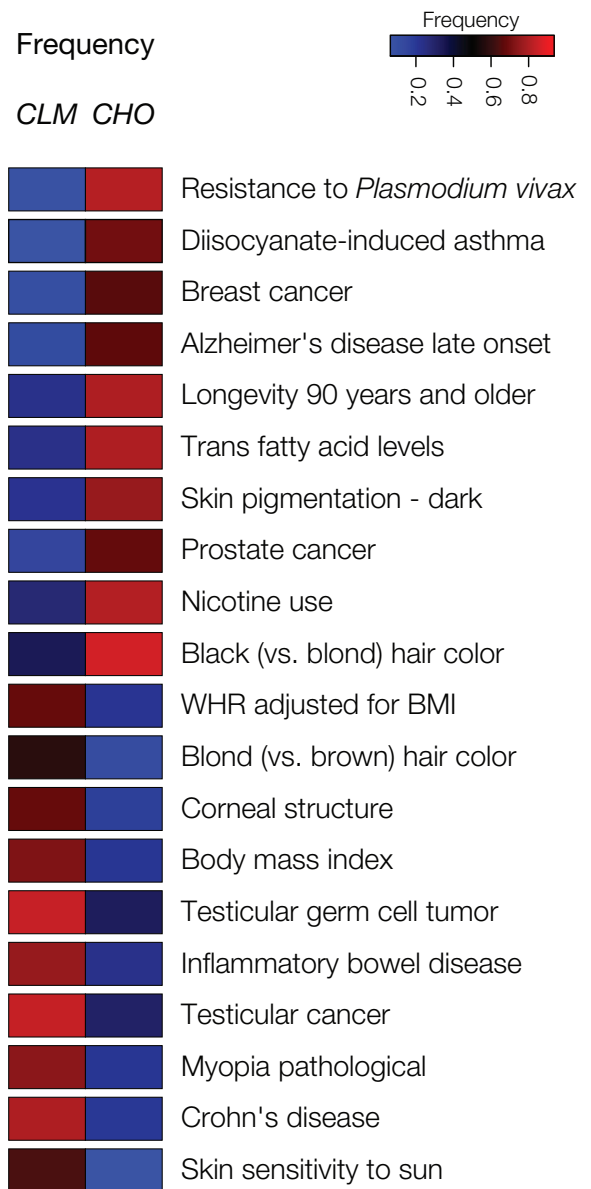 Frequency
Frequency
0.2
0.4
0.6
0.8
CLM CHO
Resistance to Plasmodium vivax
Diisocyanate-induced asthma
Breast cancer
Alzheimer's disease late onset
Longevity 90 years and older
Trans fatty acid levels
Skin pigmentation - dark
Prostate cancer
Nicotine use
Black (vs. blond) hair color
WHR adjusted for BMI
Blond (vs. brown) hair color
Corneal structure
Body mass index
Testicular germ cell tumor
Inflammatory bowel disease
Testicular cancer
Myopia pathological
Crohn's disease
Skin sensitivity to sun